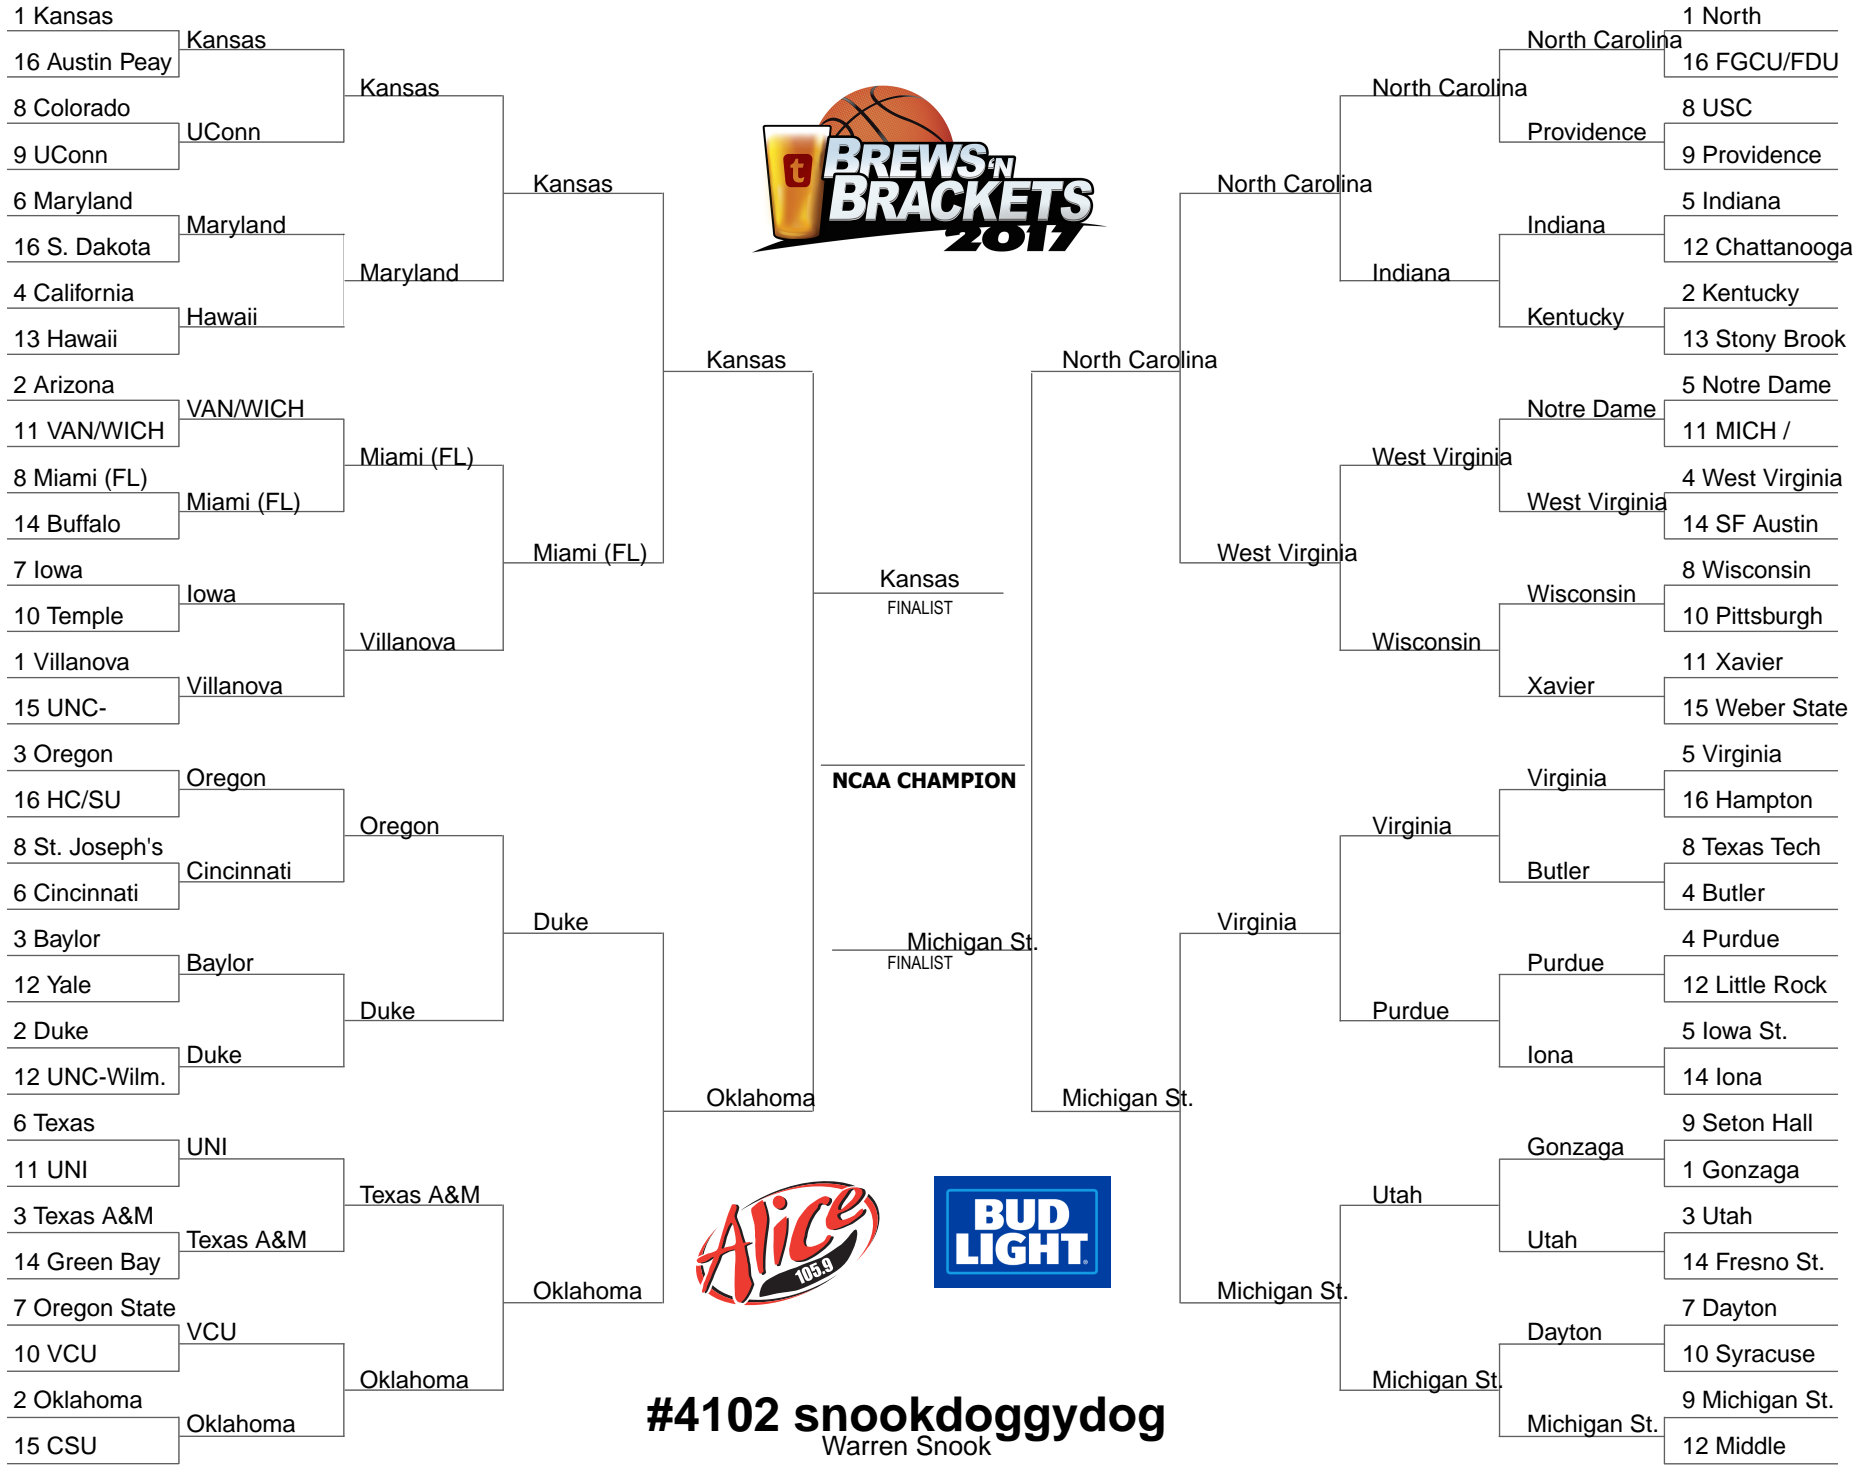 1 Kansas
16 Austin Peay
8 Colorado
9 UConn
6 Maryland
16 S. Dakota
4 California
13 Hawaii
2 Arizona
11 VAN/WICH
8 Miami (FL)
14 Buffalo
7 Iowa
10 Temple
1 Villanova
15 UNC-
3 Oregon
16 HC/SU
8 St. Joseph's
6 Cincinnati
3 Baylor
12 Yale
2 Duke
12 UNC-Wilm.
6 Texas
11 UNI
3 Texas A&M
14 Green Bay
7 Oregon State
10 VCU
2 Oklahoma
15 CSU
Kansas
UConn
Maryland
Hawaii
VAN/WICH
Miami (FL)
Iowa
Villanova
Oregon
Cincinnati
Baylor
Duke
UNI
Texas A&M
VCU
Oklahoma
Kansas
Maryland
Miami (FL)
Villanova
Oregon
Duke
Texas A&M
Oklahoma
Kansas
Miami (FL)
Duke
Oklahoma
Kansas
Oklahoma
t
BREWS 'N
BRACKETS
2017
Kansas
FINALIST
NCAA CHAMPION
Michigan St.
FINALIST
Alice
105.9
BUD
LIGHT
#4102 snookdoggydog
Warren Snook
North Carolina
Michigan St.
North Carolina
West Virginia
Virginia
Michigan St.
North Carolina
Indiana
West Virginia
Wisconsin
Virginia
Purdue
Utah
Michigan St.
North Carolina
Providence
Indiana
Kentucky
Notre Dame
West Virginia
Wisconsin
Xavier
Virginia
Butler
Purdue
Iona
Gonzaga
Utah
Dayton
Michigan St.
1 North
16 FGCU/FDU
8 USC
9 Providence
5 Indiana
12 Chattanooga
2 Kentucky
13 Stony Brook
5 Notre Dame
11 MICH /
4 West Virginia
14 SF Austin
8 Wisconsin
10 Pittsburgh
11 Xavier
15 Weber State
5 Virginia
16 Hampton
8 Texas Tech
4 Butler
4 Purdue
12 Little Rock
5 Iowa St.
14 Iona
9 Seton Hall
1 Gonzaga
3 Utah
14 Fresno St.
7 Dayton
10 Syracuse
9 Michigan St.
12 Middle